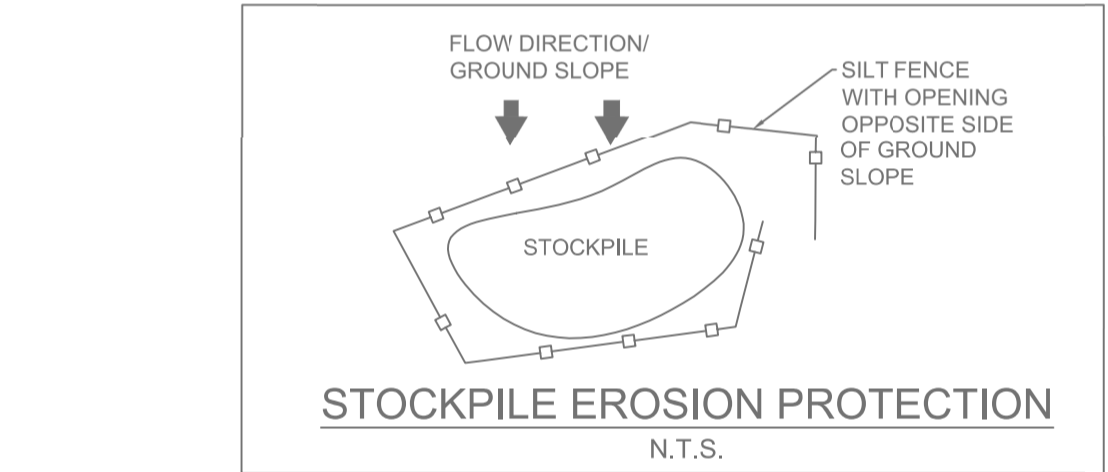 FLOW DIRECTION/
GROUND SLOPE
SILT FENCE
WITH OPENING
OPPOSITE SIDE
OF GROUND
SLOPE
STOCKPILE
STOCKPILE EROSION PROTECTION
N.T.S.